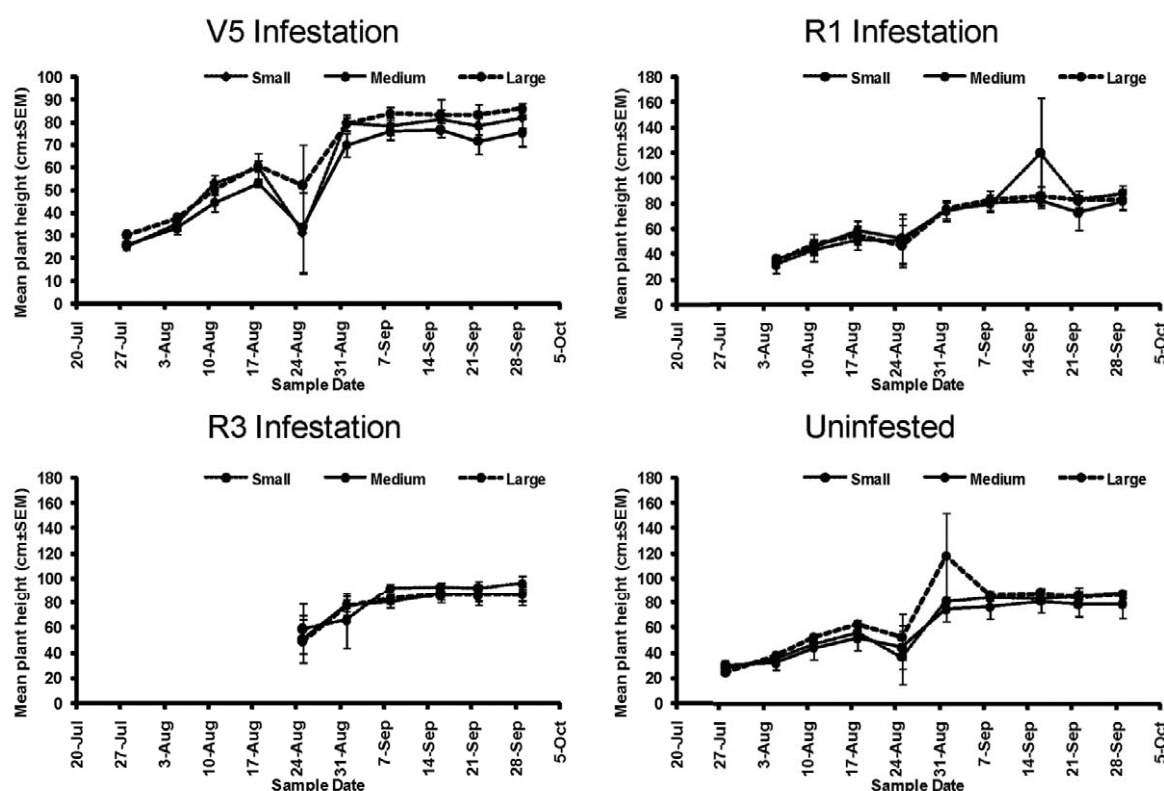 V5 Infestation
Small Medium Large
Mean plant height (cm±SEM)
100
90
80
70
60
50
40
30
20
10
0
20-Jul
27-Jul
3-Aug
10-Aug
17-Aug
24-Aug
31-Aug
7-Sep
14-Sep
21-Sep
28-Sep
5-Oct
Sample Date
R1 Infestation
Small Medium Large
Mean plant height (cm±SEM)
180
160
140
120
100
80
60
40
20
0
20-Jul
27-Jul
3-Aug
10-Aug
17-Aug
24-Aug
31-Aug
7-Sep
14-Sep
21-Sep
28-Sep
5-Oct
Sample Date
R3 Infestation
Small Medium Large
Mean plant height (cm±SEM)
180
160
140
120
100
80
60
40
20
0
20-Jul
27-Jul
3-Aug
10-Aug
17-Aug
24-Aug
31-Aug
7-Sep
14-Sep
21-Sep
28-Sep
5-Oct
Sample Date
Uninfested
Small Medium Large
Mean plant height (cm±SEM)
180
160
140
120
100
80
60
40
20
0
20-Jul
27-Jul
3-Aug
10-Aug
17-Aug
24-Aug
31-Aug
7-Sep
14-Sep
21-Sep
28-Sep
5-Oct
Sample Date